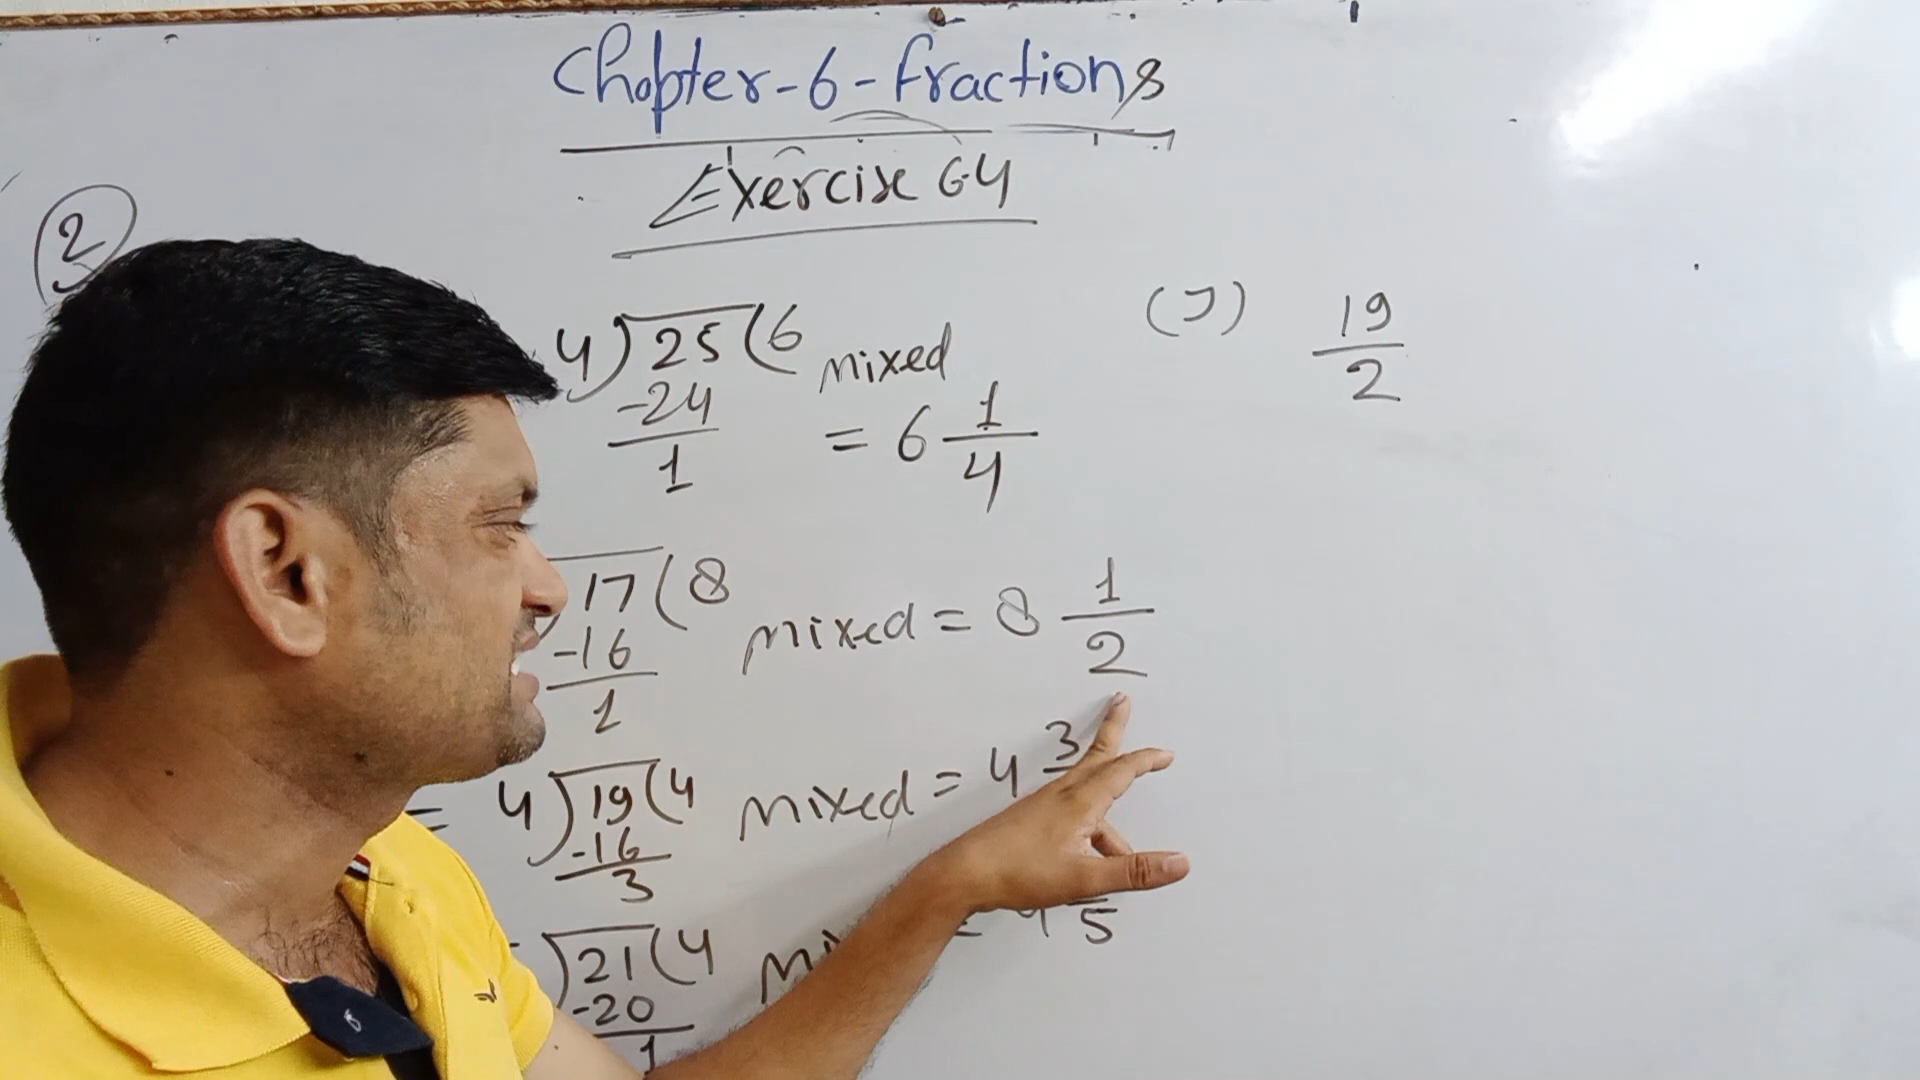 Chapter-6-fractions
Exercise 6.4
2
4)25(6 mixed
-24
1
= 6 1/4
17(8 mixed = 8 1/2
-16
1
= 4)19(4 mixed = 4 3
-16
3
)21(4 = 4 /5
-20
1
(J) 19/2